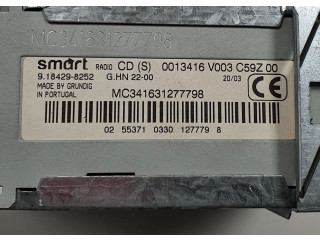 MC341631277798
smart RADIO CD (S) 0013416 V003 C59Z 00
9.18429-8252 G.HN 22-00 20/03
MADE BY GRUNDIG
IN PORTUGAL
MC341631277798
02 55371 0330 127779 8